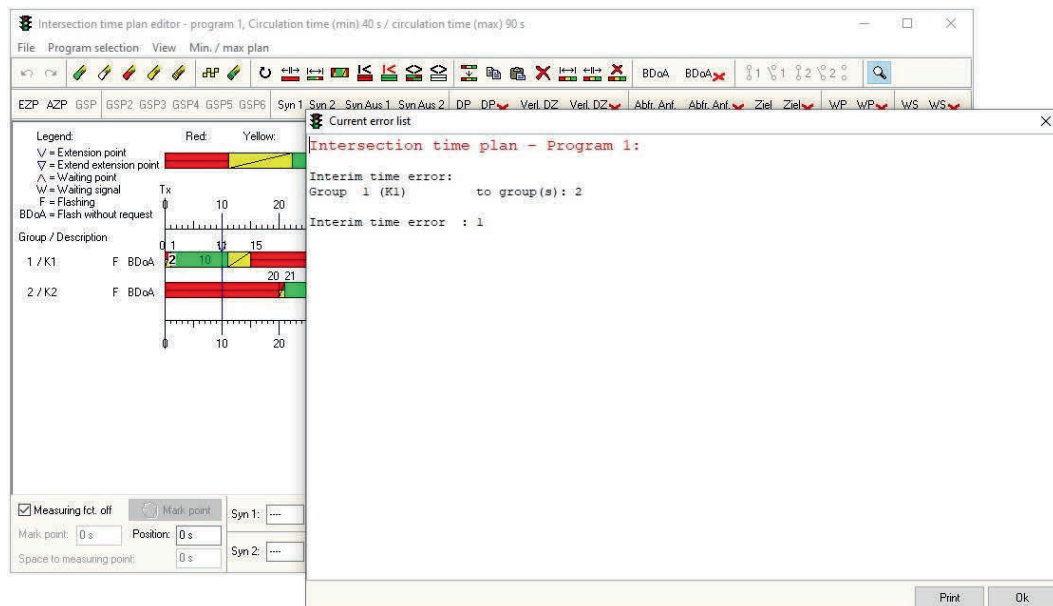 Intersection time plan editor - program 1, Circulation time (min) 40 s / circulation time (max) 90 s
File Program selection View Min. / max plan
BDoA BDoA 1 1 2 2
EZP AZP GSP GSP2 GSP3 GSP4 GSP5 GSP6 Syn 1 Syn 2 Syn Aus 1 Syn Aus 2 DP DP Verl. DZ Verl. DZ Abfr. Anf. Abfr. Anf. Ziel Ziel WP WP WS WS
Legend: Red: Yellow:
V = Extension point
▽ = Extend extension point
Λ = Waiting point
W = Waiting signal
F = Flashing
BDoA = Flash without request
Tx
0 10 20
Group / Description
0 1 11 15
1 / K1 F BDoA 2 10
20 21
2 / K2 F BDoA
0 10 20
Measuring fct. off Mark point Syn 1: ----
Mark point: 0 s Position: 0 s
Space to measuring point: 0 s Syn 2: ----
Current error list
Intersection time plan - Program 1:
Interim time error:
Group 1 (K1) to group(s): 2
Interim time error : 1
Print Ok